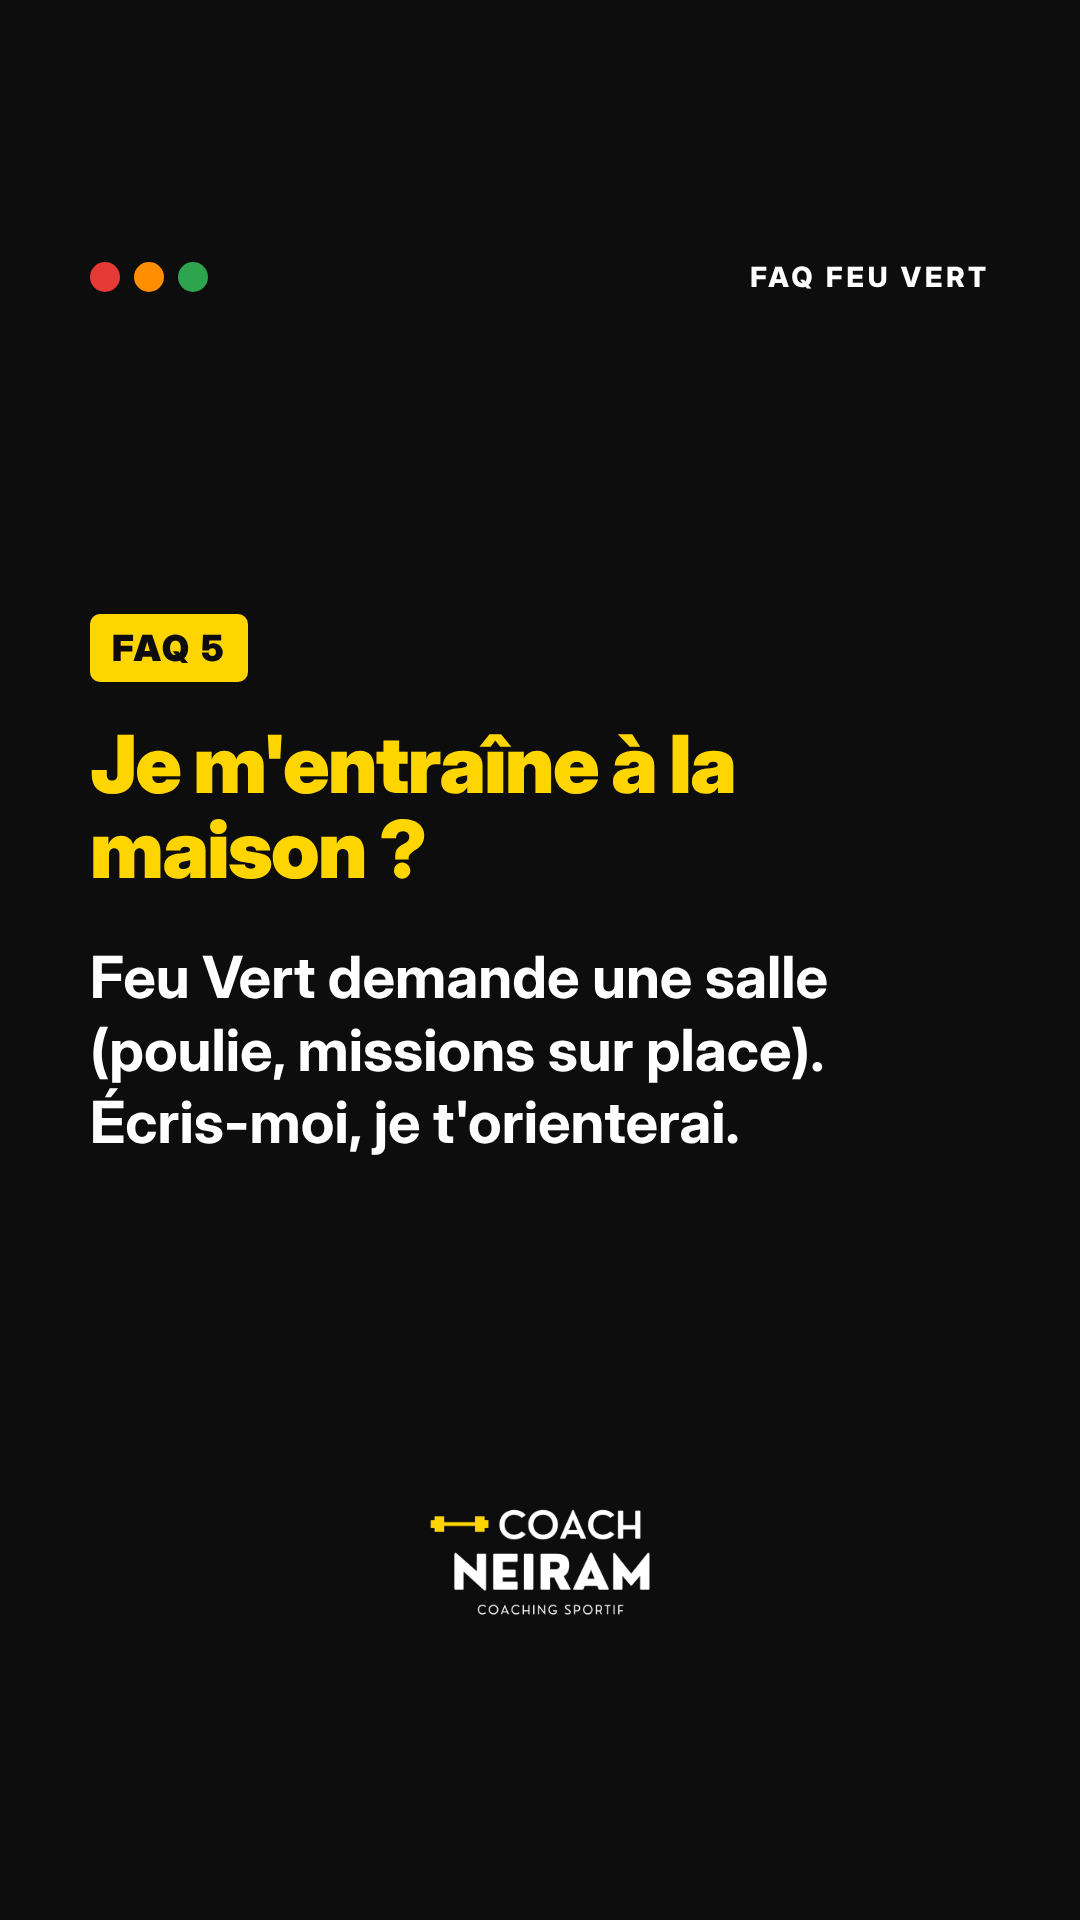 FAQ FEU VERT
FAQ 5
Je m'entraîne à la
maison ?
Feu Vert demande une salle
(poulie, missions sur place).
Écris-moi, je t'orienterai.
COACH
NEIRAM
COACHING SPORTIF